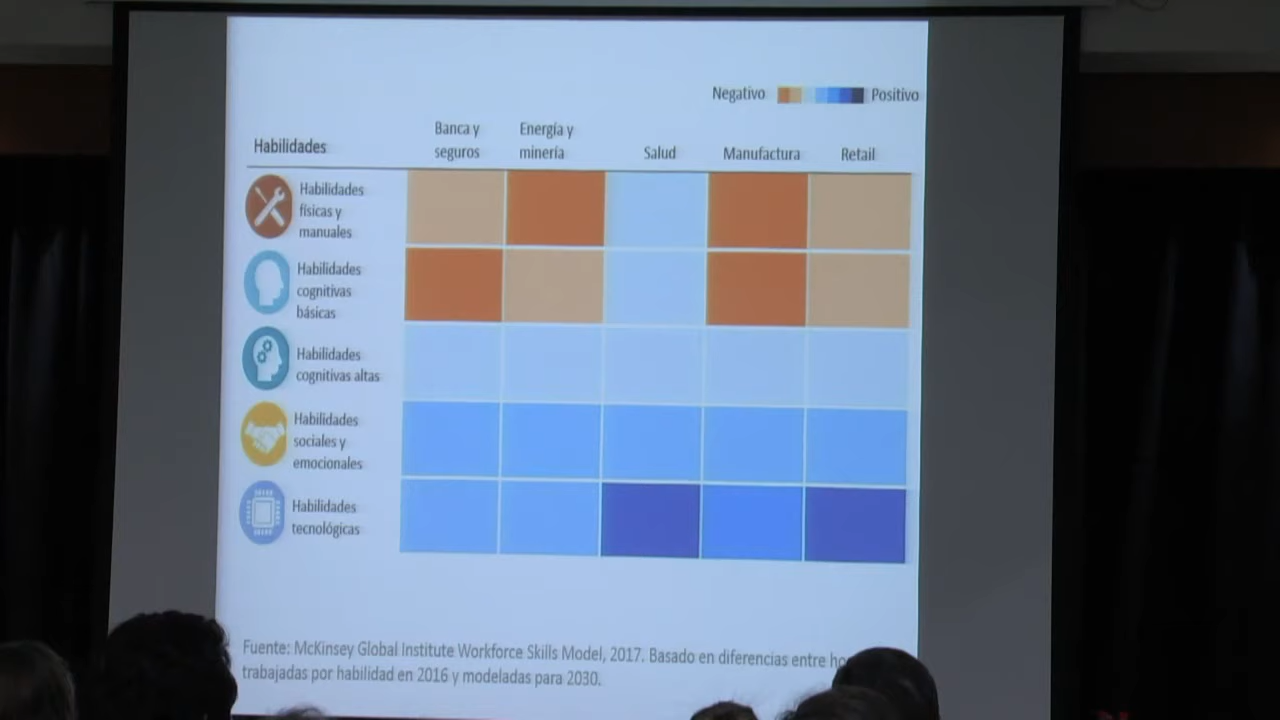 Negativo Positivo
Habilidades
Banca y
seguros
Energía y
minería
Salud
Manufactura
Retail
Habilidades
físicas y
manuales
Habilidades
cognitivas
básicas
Habilidades
cognitivas altas
Habilidades
sociales y
emocionales
Habilidades
tecnológicas
Fuente: McKinsey Global Institute Workforce Skills Model, 2017. Basado en diferencias entre
trabajadas por habilidad en 2016 y modeladas para 2030.